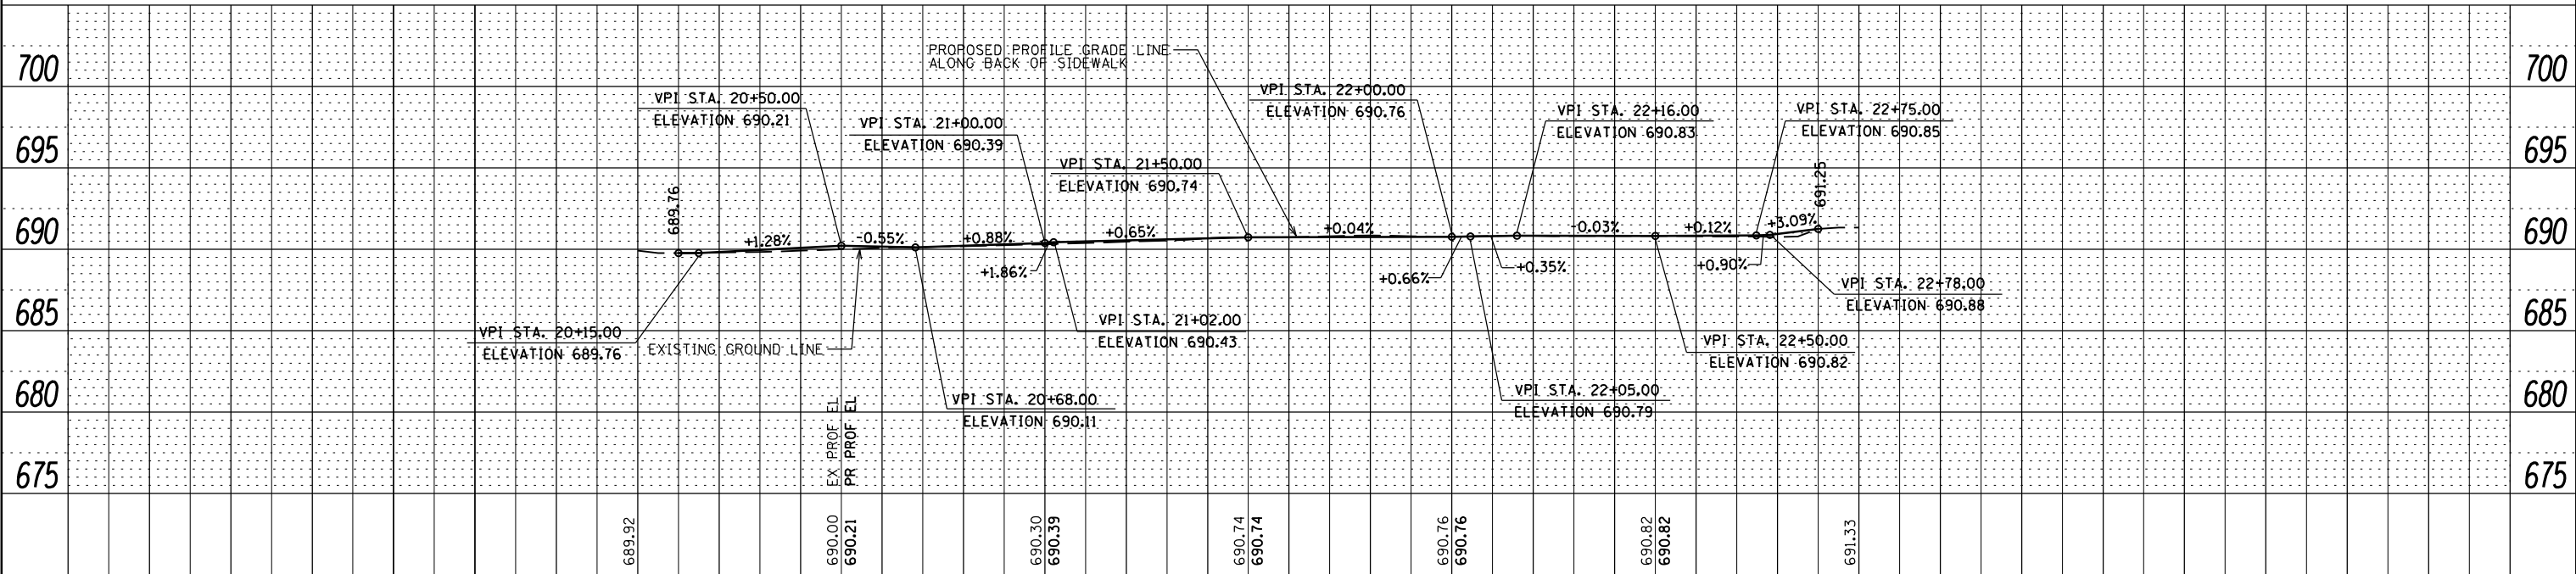 PROPOSED PROFILE GRADE LINE
ALONG BACK OF SIDEWALK
700
700
VPI STA. 20+50.00
ELEVATION 690.21
VPI STA. 21+00.00
ELEVATION 690.39
VPI STA. 21+50.00
ELEVATION 690.74
VPI STA. 22+00.00
ELEVATION 690.76
VPI STA. 22+16.00
ELEVATION 690.83
VPI STA. 22+75.00
ELEVATION 690.85
695
695
689.76
691.25
690
690
+1.28%
-0.55%
+0.88%
+0.65%
+0.04%
-0.03%
+0.12%
+3.09%
+1.86%
+0.66%
+0.35%
+0.90%
VPI STA. 22+78.00
ELEVATION 690.88
685
685
VPI STA. 20+15.00
ELEVATION 689.76
EXISTING GROUND LINE
VPI STA. 21+02.00
ELEVATION 690.43
VPI STA. 22+50.00
ELEVATION 690.82
680
680
VPI STA. 20+68.00
ELEVATION 690.11
VPI STA. 22+05.00
ELEVATION 690.79
EX PROF EL
PR PROF EL
675
675
689.92
690.00
690.21
690.30
690.39
690.74
690.74
690.76
690.76
690.82
690.82
691.33